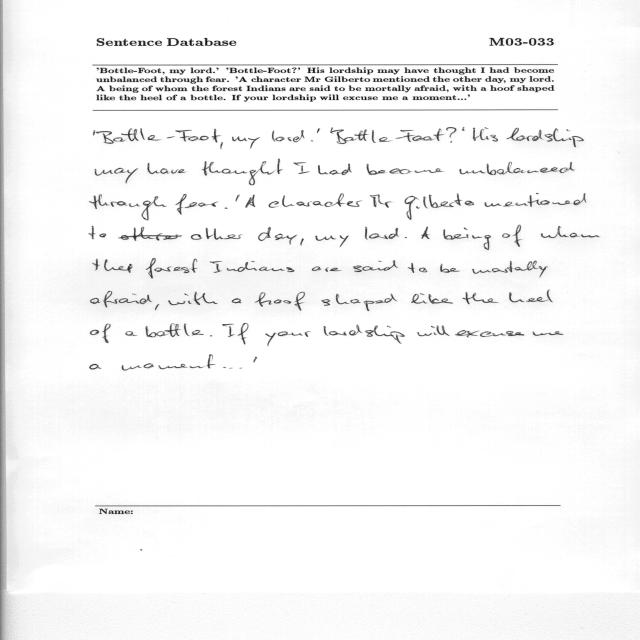 Sentence Database M03-033
'Bottle-Foot, my lord.' 'Bottle-Foot?' His lordship may have thought I had become
unbalanced through fear. 'A character Mr Gilberto mentioned the other day, my lord.
A being of whom the forest Indians are said to be mortally afraid, with a hoof shaped
like the heel of a bottle. If your lordship will excuse me a moment...'
'Bottle-Foot, my lord.' 'Bottle-Foot?' His lordship
may have thought I had become unbalanced
through fear. 'A character Mr Gilberto mentioned
to other day, my lord. A being of whom
the forest Indians are said to be mortally
afraid, with a hoof shaped like the heel
of a bottle. If your lordship will excuse me
a moment...'
Name: